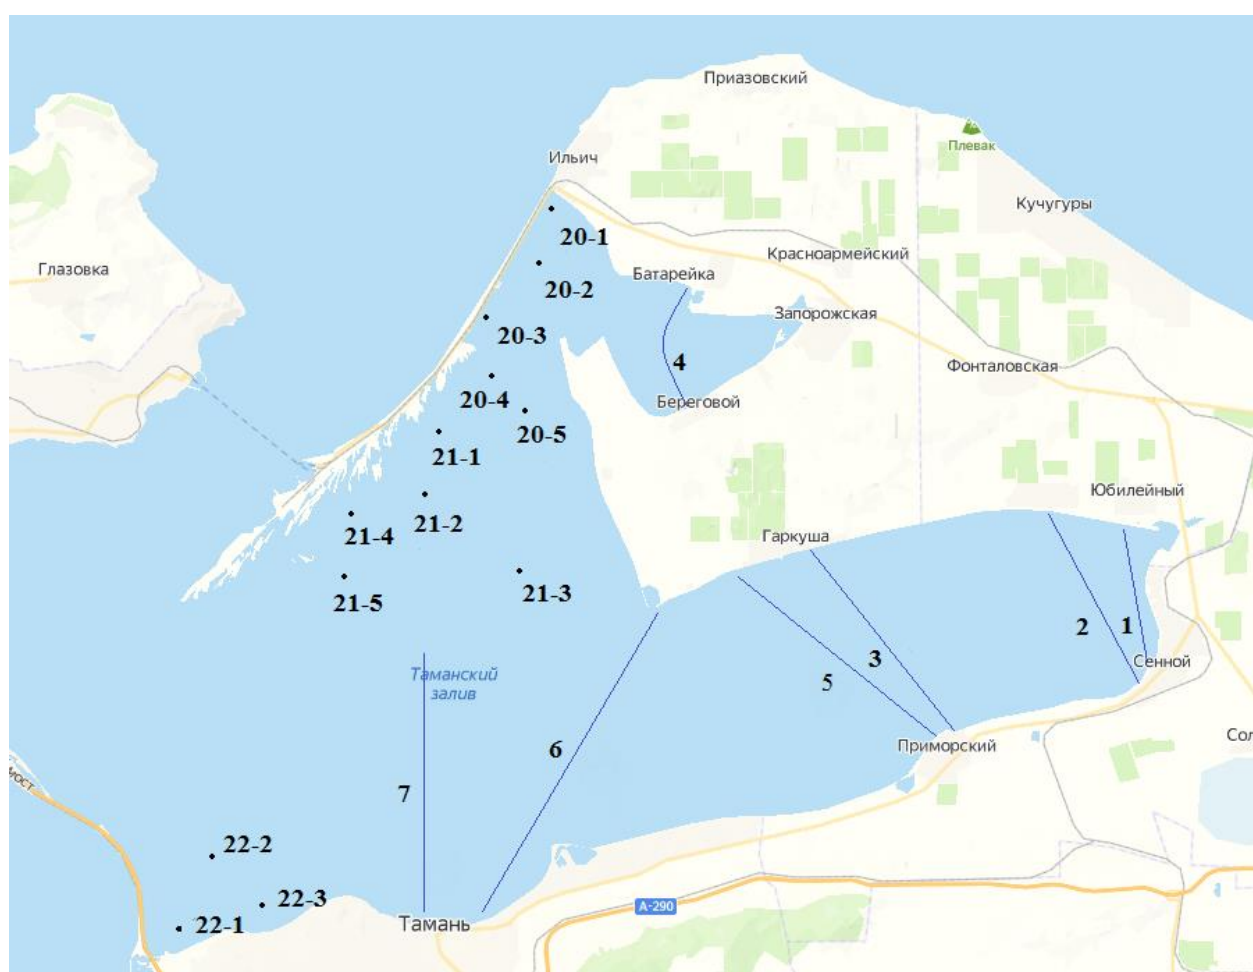 Приазовский
Плевак
Ильич
Кучугуры
20-1
Красноармейский
Глазовка
Батарейка
20-2
Запорожская
20-3
4
Фонталовская
20-4
Береговой
20-5
21-1
Юбилейный
21-2
21-4
Гаркуша
21-5
21-3
2
1
3
Сенной
Таманский
залив
5
Сол
6
Приморский
мост
7
22-2
22-3
А-290
22-1
Тамань